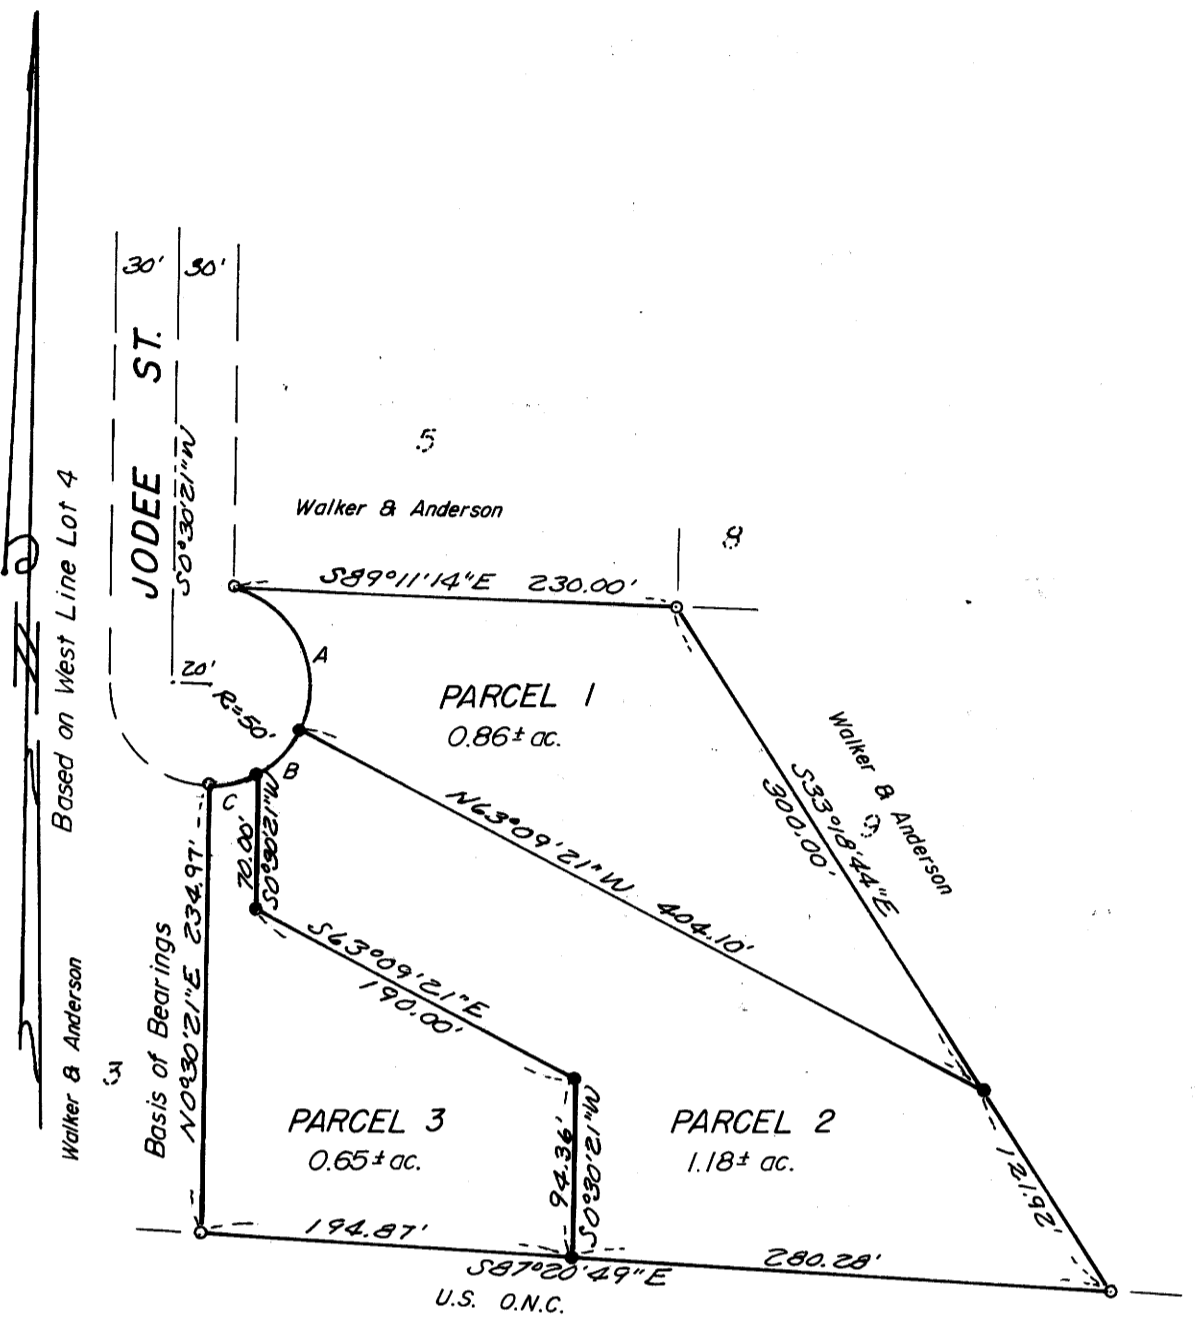 30' 30'
JODEE ST.
S0°30'21"W
Based on West Line Lot 4
5
Walker & Anderson
8
S89°11'14"E 230.00'
A
20'
R=50'
PARCEL 1
0.86± ac.
B
C
Walker & Anderson
9
S33°18'44"E
300.00'
N63°09'21"W 404.10'
70.00'
S0°30'21"W
S63°09'21"E
190.00'
Walker & Anderson
3
Basis of Bearings
N0°30'21"E 234.97'
PARCEL 3
0.65± ac.
94.36'
S0°30'21"W
PARCEL 2
1.18± ac.
121.92'
194.87'
S87°20'49"E
280.28'
U.S. O.N.C.